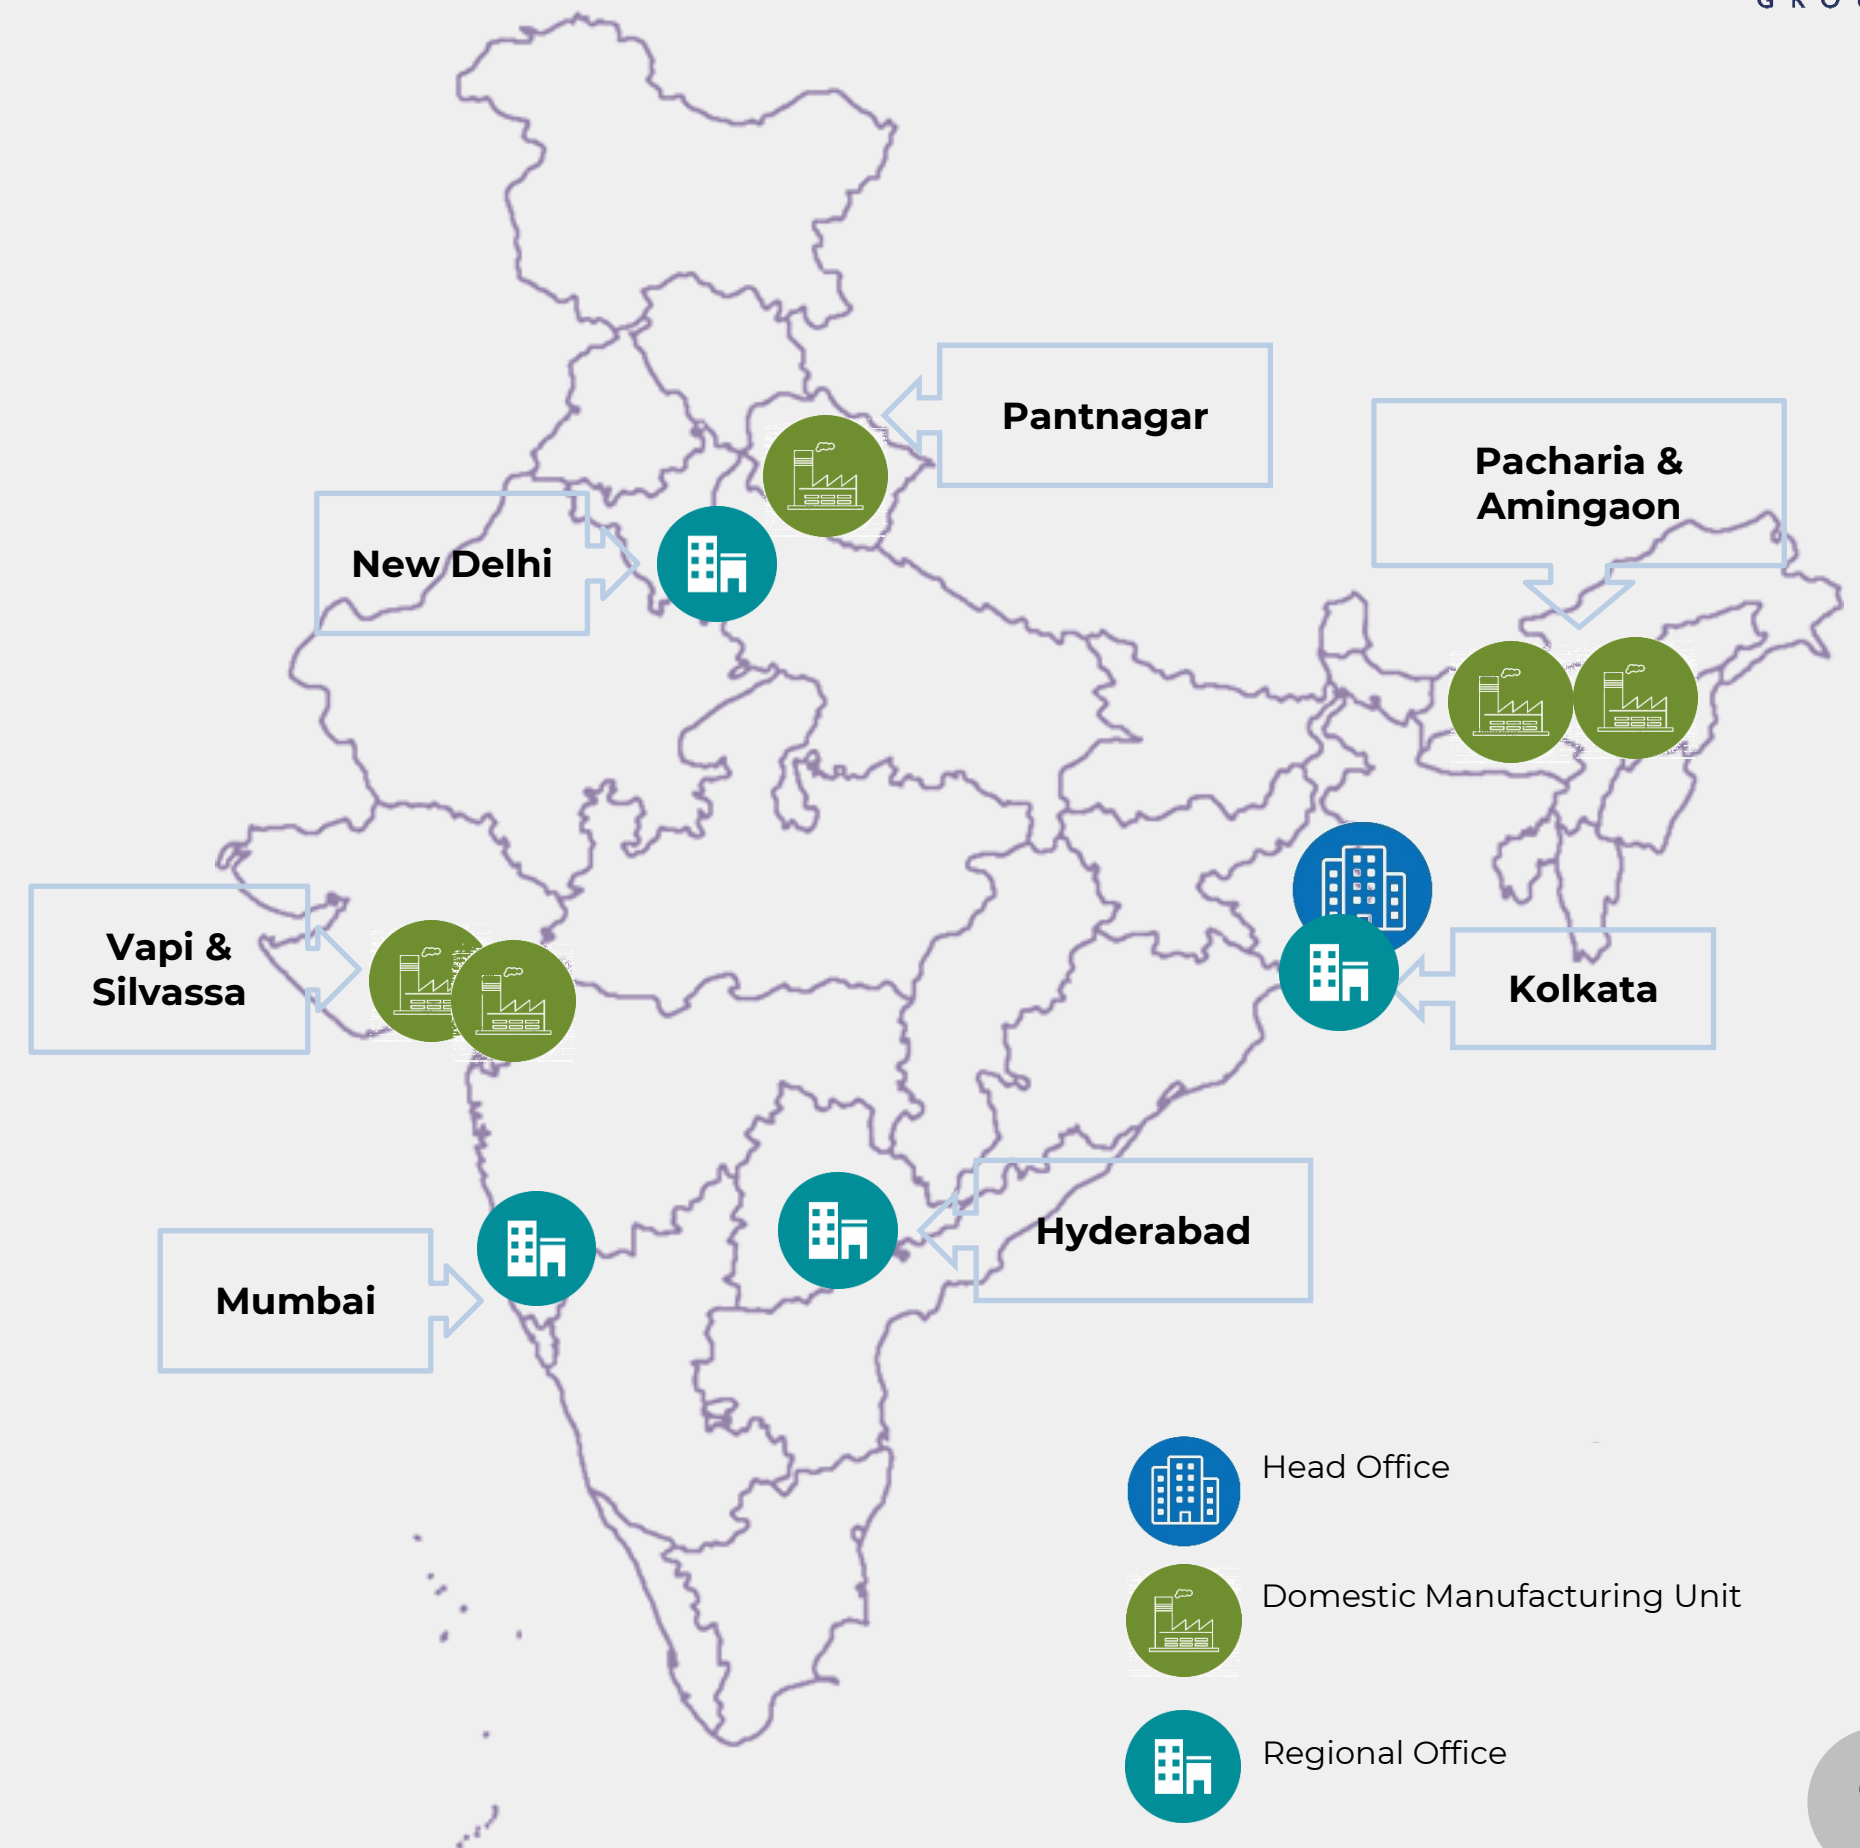 Pantnagar
Pacharia &
Amingaon
New Delhi
Vapi &
Silvassa
Kolkata
Hyderabad
Mumbai
Head Office
Domestic Manufacturing Unit
Regional Office